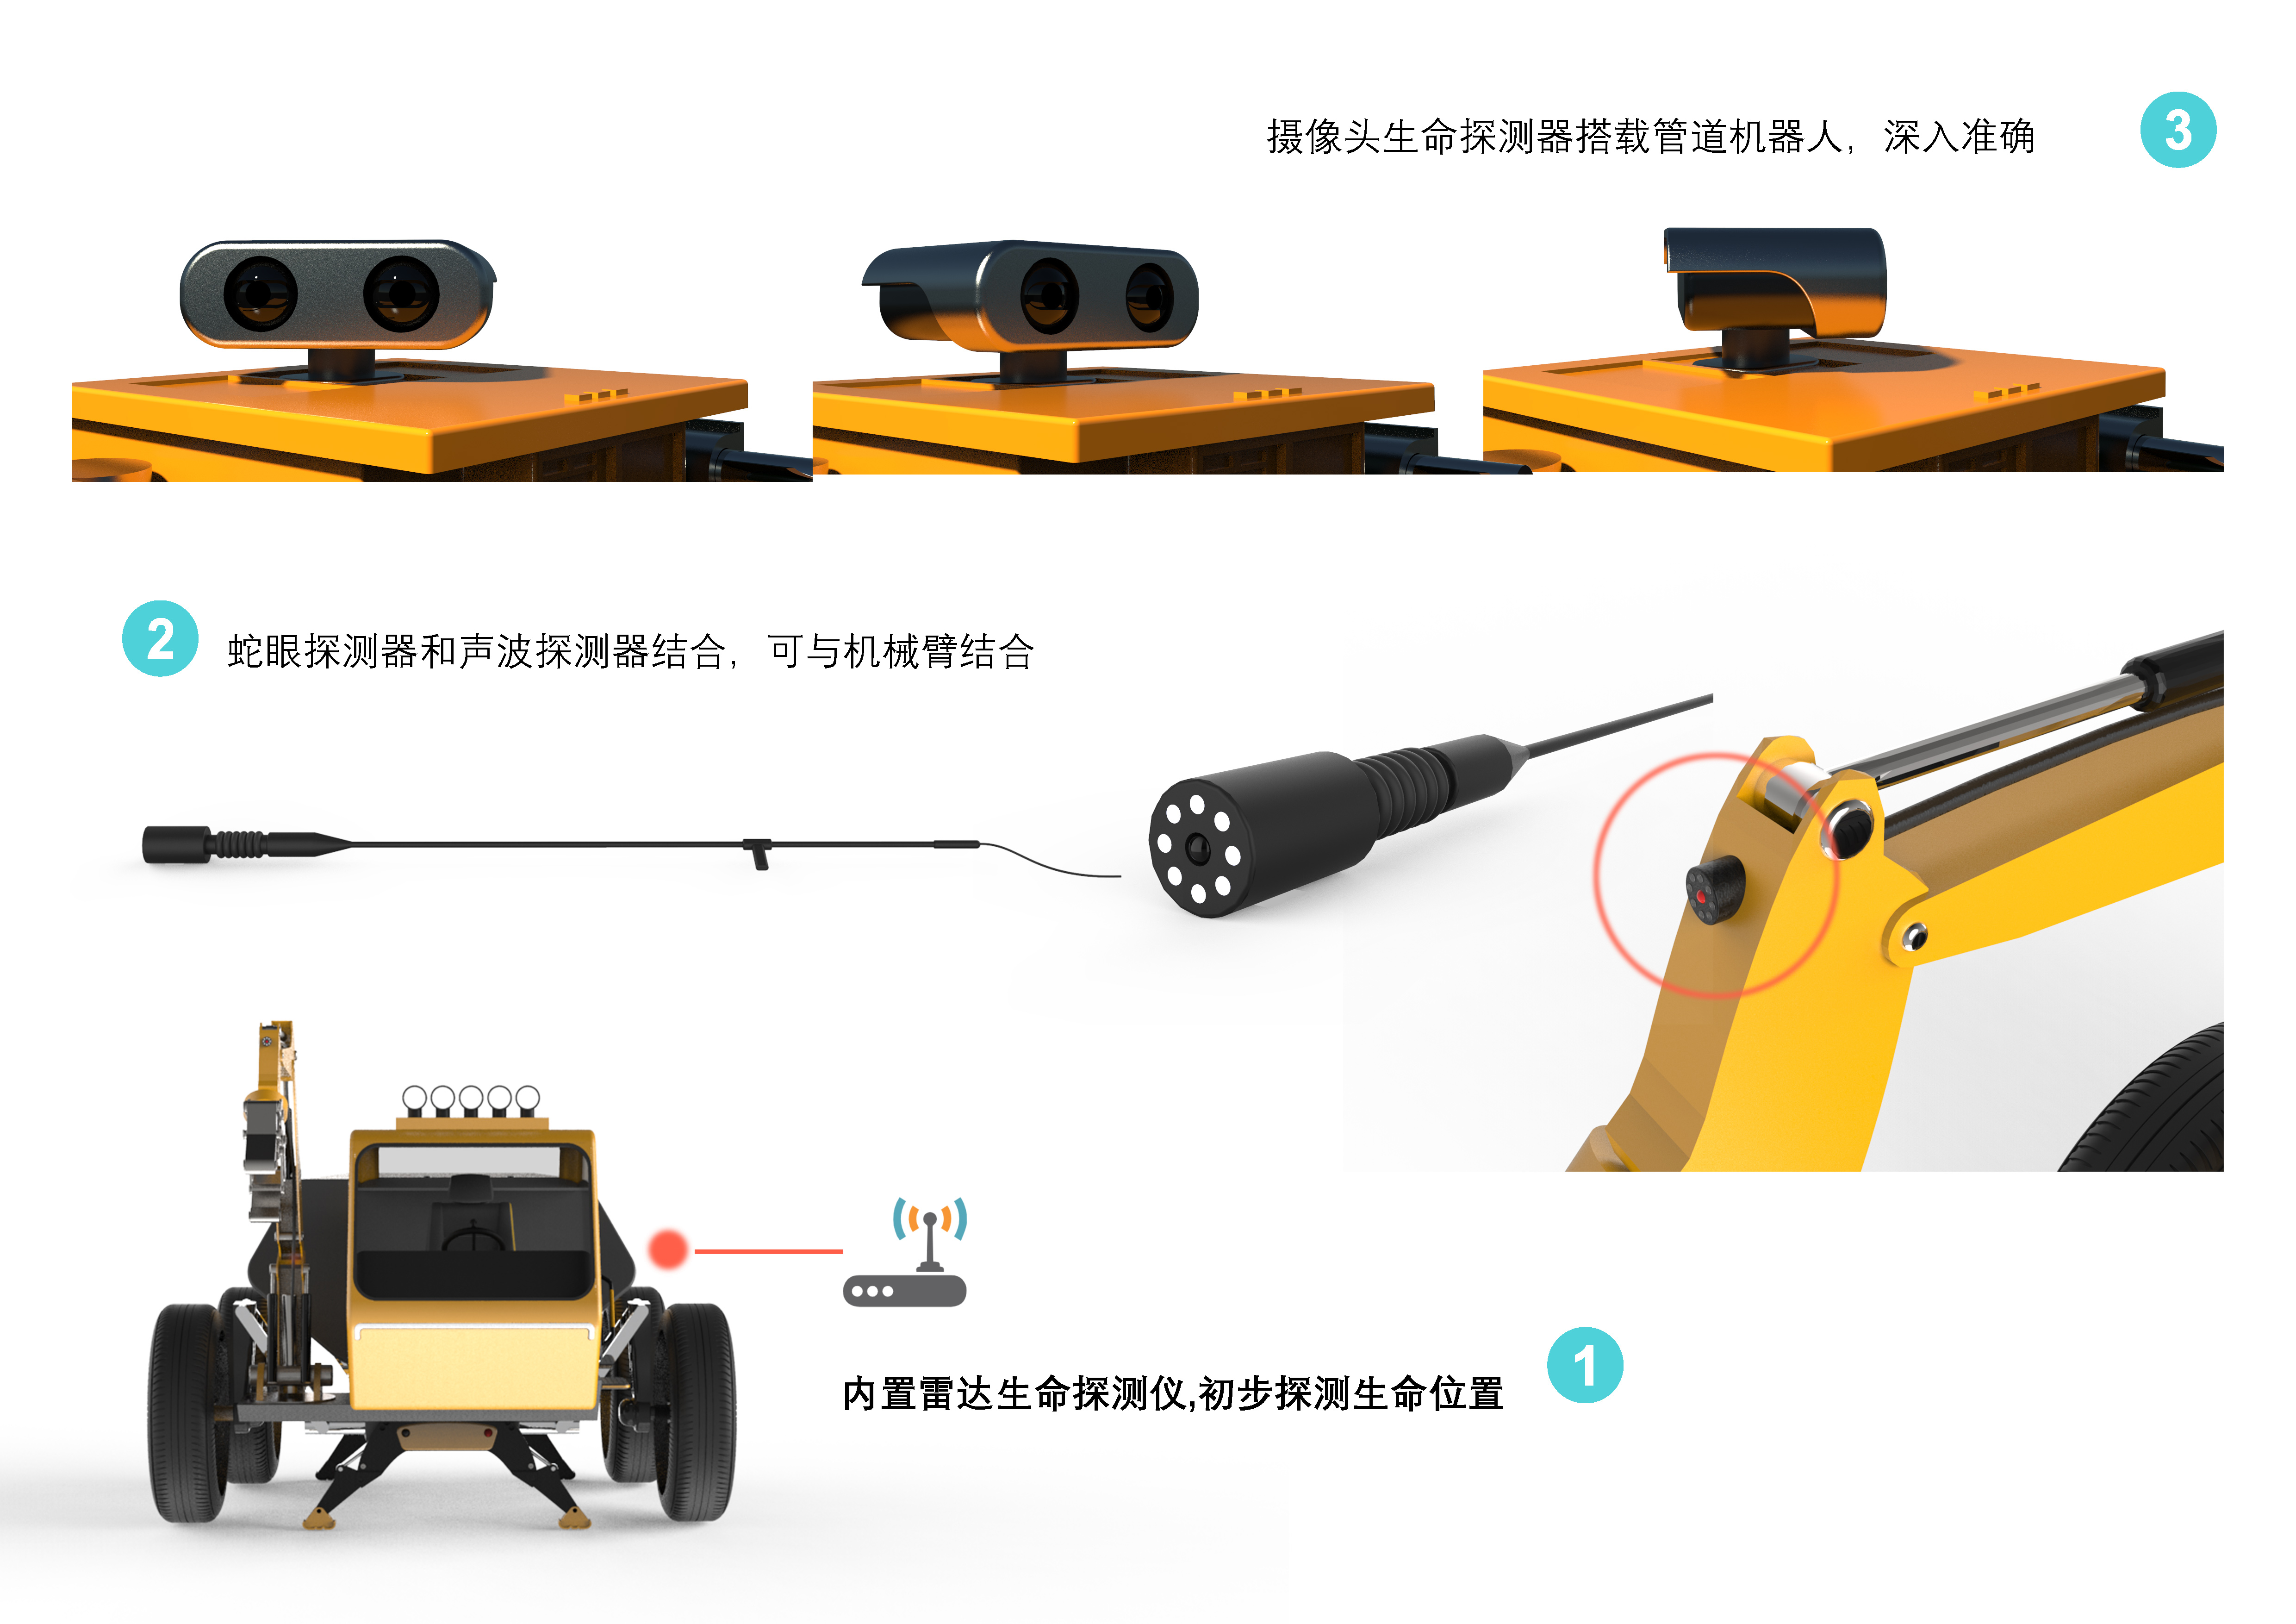 摄像头生命探测器搭载管道机器人，深入准确
3
2
蛇眼探测器和声波探测器结合，可与机械臂结合
内置雷达生命探测仪,初步探测生命位置
1